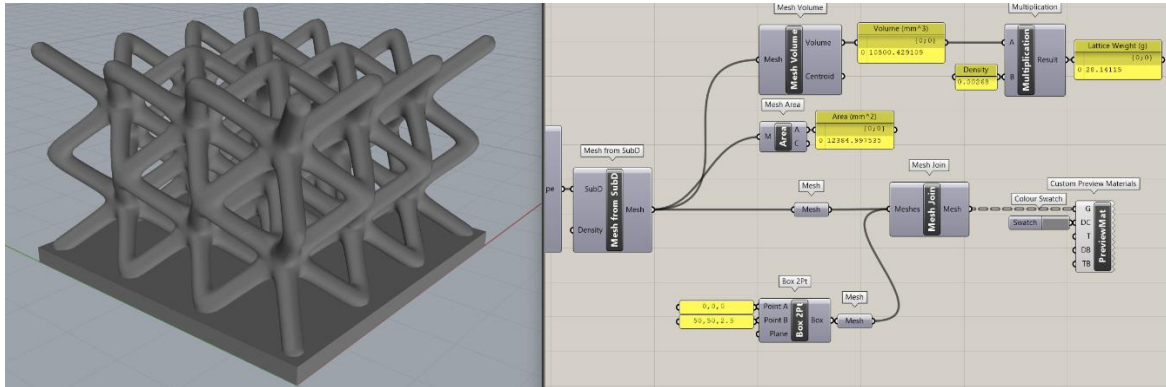 Mesh Volume
Mesh
Mesh Volume
Volume
Centroid
Volume (mm^3)
{0;0}
0 10500.429109
Multiplication
A
B
Multiplication
Result
Density
0.00268
Lattice Weight (g)
{0;0}
0 28.14115
Mesh Area
M
Area
A
C
Area (mm^2)
{0;0}
0 12384.997535
pe
Mesh from SubD
SubD
Density
Mesh from SubD
Mesh
Mesh
Mesh
Mesh Join
Meshes
Mesh Join
Mesh
Custom Preview Materials
Colour Swatch
Swatch
G
DC
T
DB
TB
PreviewMat
Box 2Pt
0,0,0
50,50,2.5
Point A
Point B
Plane
Box 2Pt
Box
Mesh
Mesh